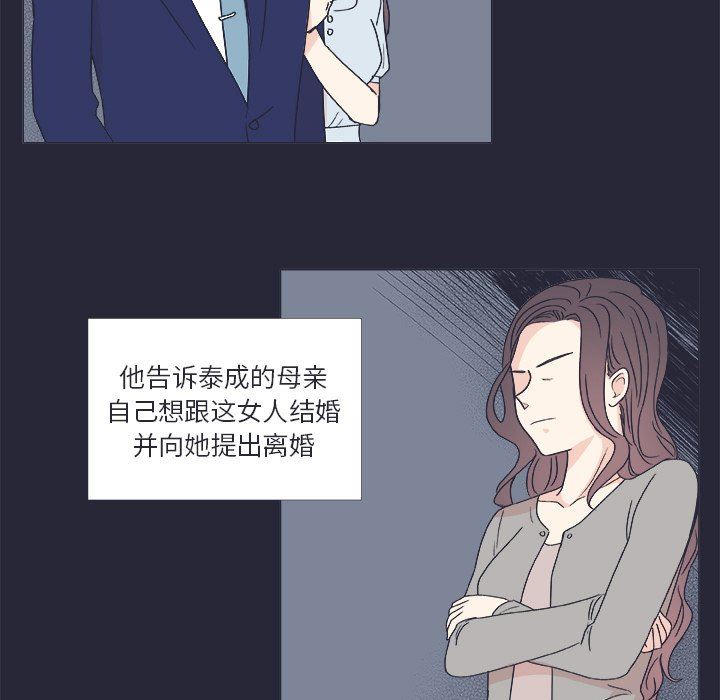 他告诉泰成的母亲
自己想跟这女人结婚
并向她提出离婚